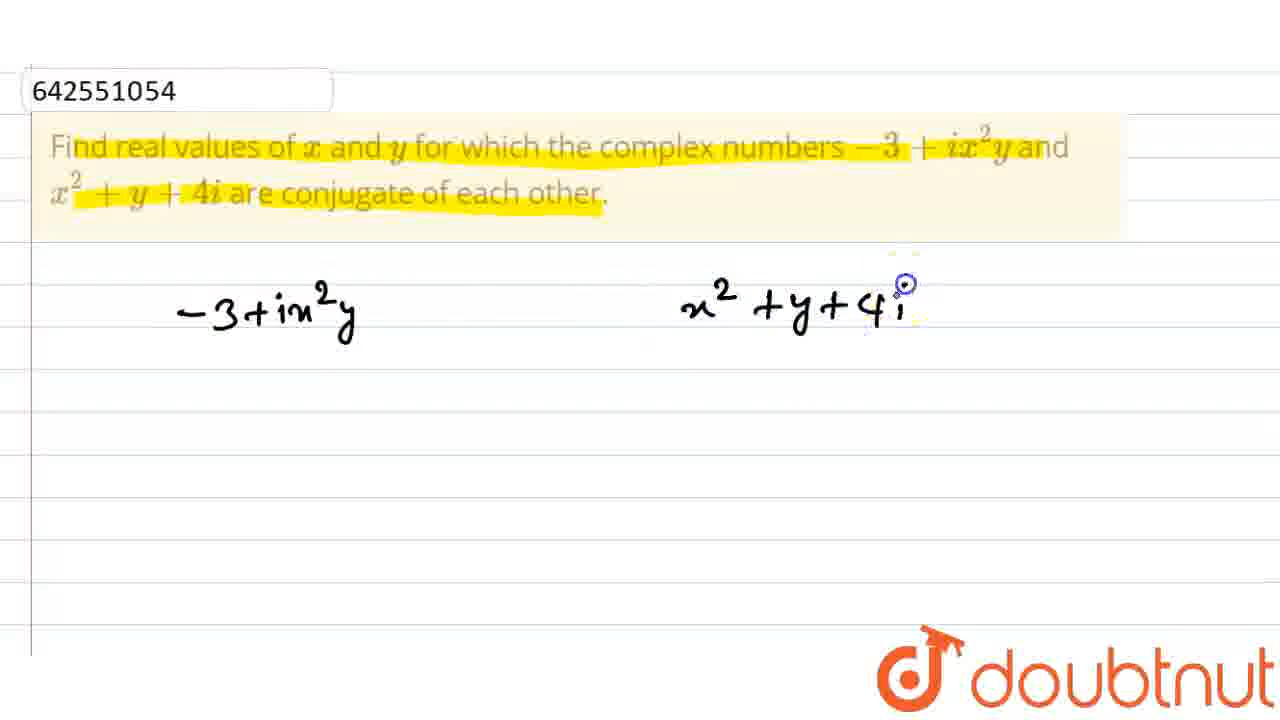 642551054
Find real values of x and y for which the complex numbers −3 + ix²y and
x² + y + 4i are conjugate of each other.
-3+ix²y x²+y+4i
doubtnut